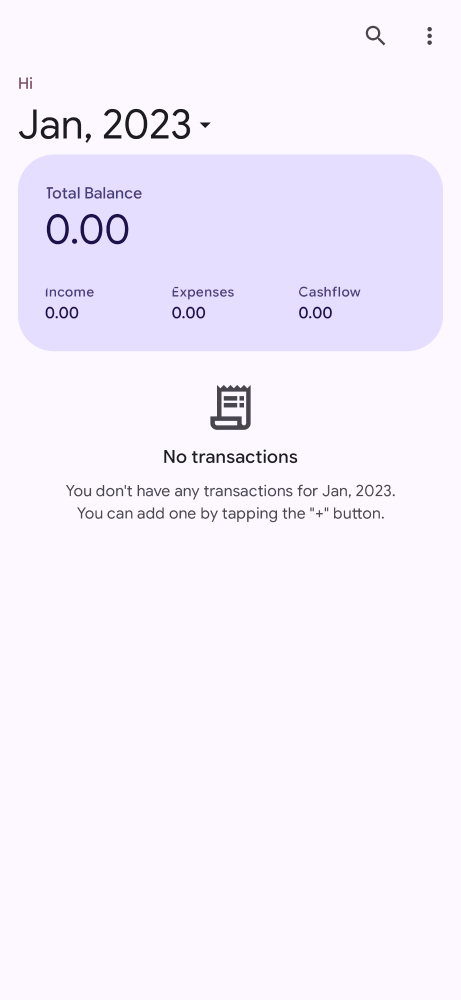 Hi
Jan, 2023
Total Balance
0.00
Income Expenses Cashflow
0.00 0.00 0.00
No transactions
You don't have any transactions for Jan, 2023.
You can add one by tapping the "+" button.